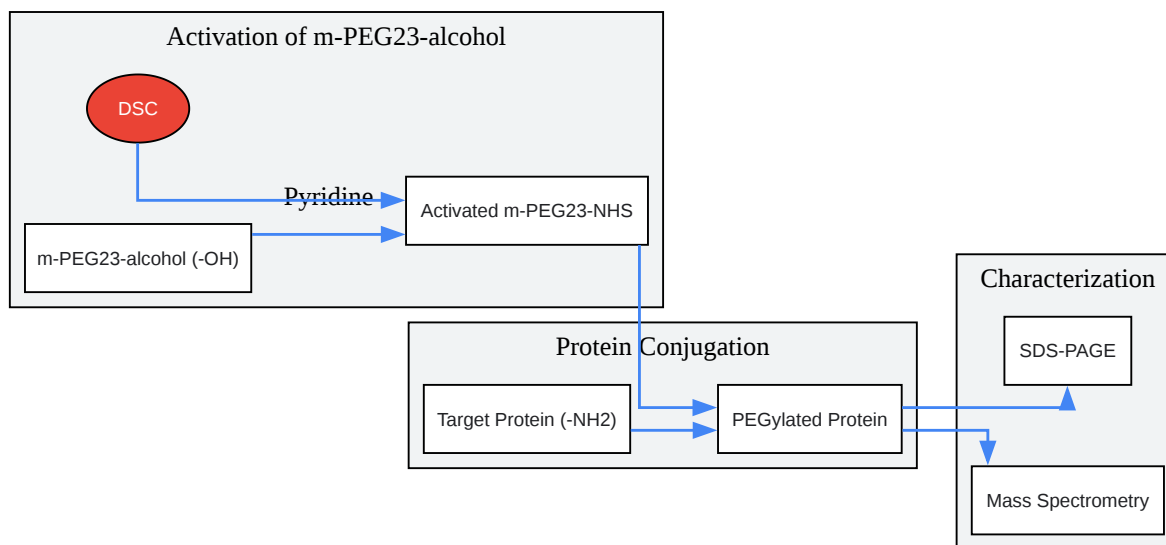 Activation of m-PEG23-alcohol
DSC
Pyridine
Activated m-PEG23-NHS
m-PEG23-alcohol (-OH)
Protein Conjugation
Target Protein (-NH2)
PEGylated Protein
Characterization
SDS-PAGE
Mass Spectrometry